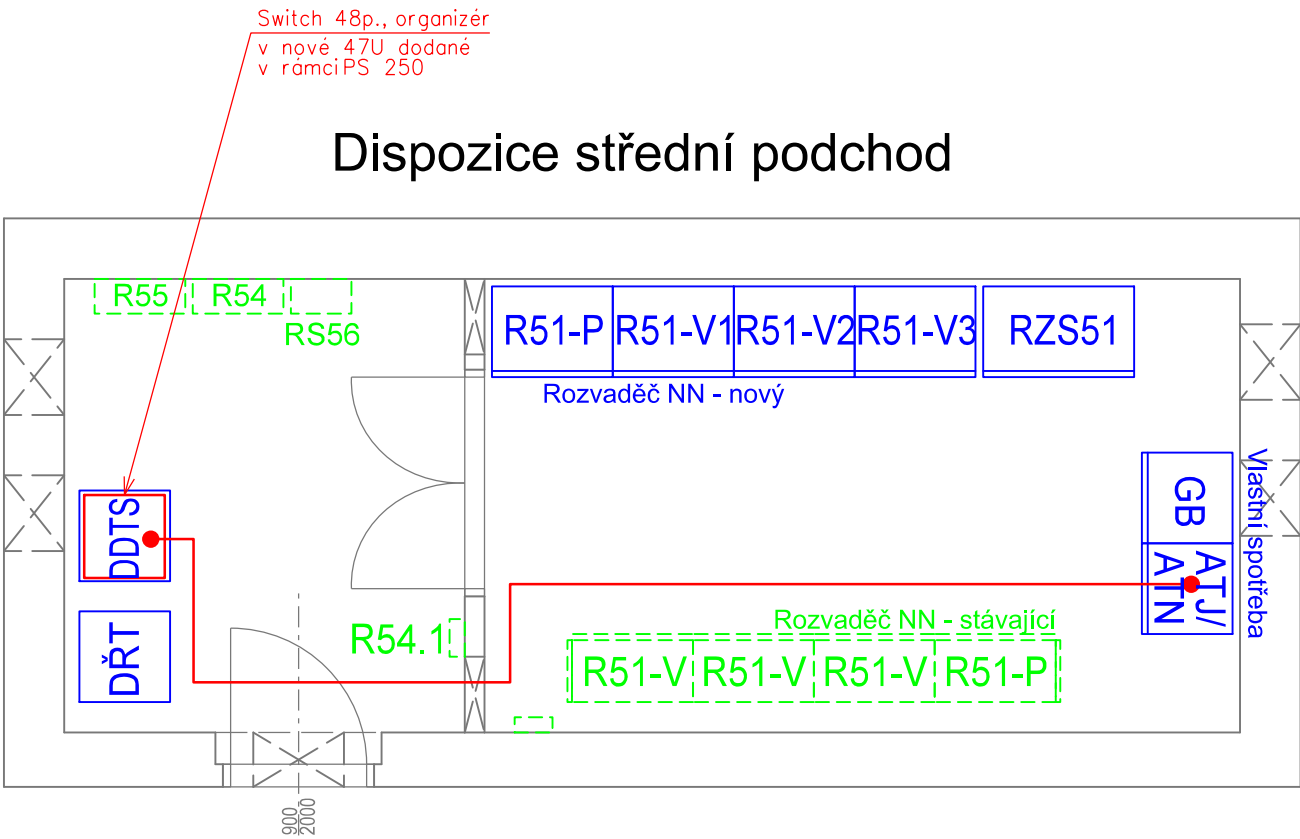 Switch 48p., organizér
v nové 47U dodané
v rámciPS 250
Dispozice střední podchod
R55
R54
RS56
R51-P
R51-V1
R51-V2
R51-V3
RZS51
Rozvaděč NN - nový
DDTS
DŘT
R54.1
GB
ATJ/
ATN
Vlastní spotřeba
Rozvaděč NN - stávající
R51-V
R51-V
R51-V
R51-P
900
2000